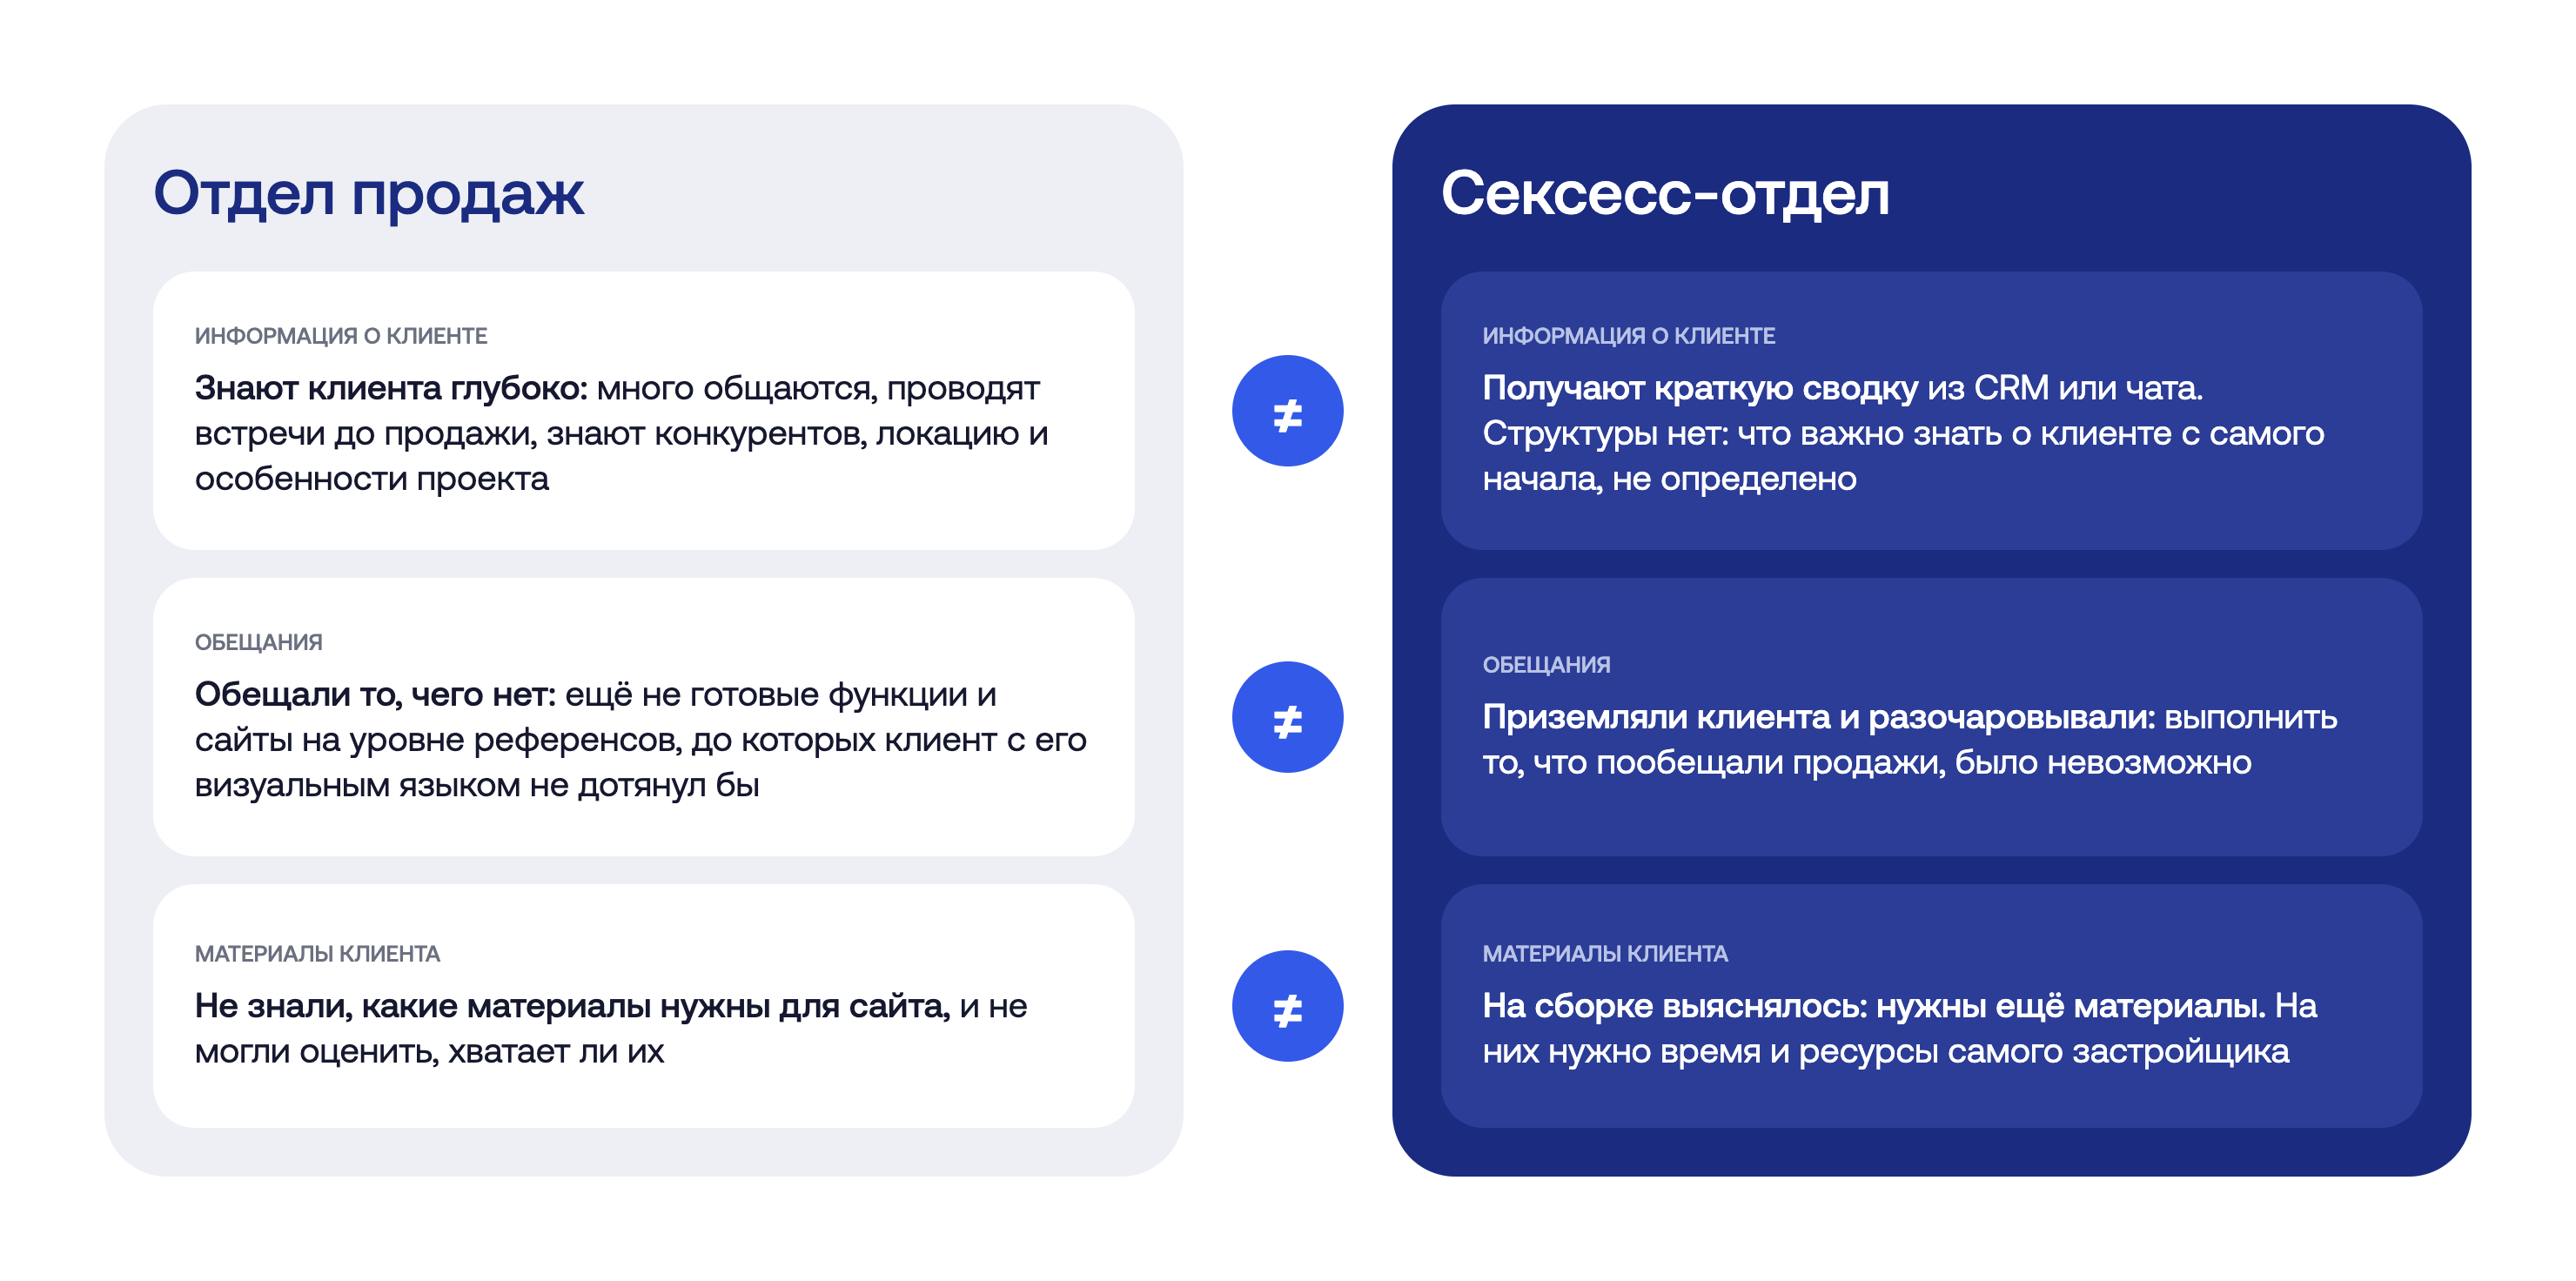 Отдел продаж
ИНФОРМАЦИЯ О КЛИЕНТЕ
Знают клиента глубоко: много общаются, проводят
встречи до продажи, знают конкурентов, локацию и
особенности проекта
≠
ОБЕЩАНИЯ
Обещали то, чего нет: ещё не готовые функции и
сайты на уровне референсов, до которых клиент с его
визуальным языком не дотянул бы
≠
МАТЕРИАЛЫ КЛИЕНТА
Не знали, какие материалы нужны для сайта, и не
могли оценить, хватает ли их
≠
Сексесс-отдел
ИНФОРМАЦИЯ О КЛИЕНТЕ
Получают краткую сводку из CRM или чата.
Структуры нет: что важно знать о клиенте с самого
начала, не определено
ОБЕЩАНИЯ
Приземляли клиента и разочаровывали: выполнить
то, что пообещали продажи, было невозможно
МАТЕРИАЛЫ КЛИЕНТА
На сборке выяснялось: нужны ещё материалы. На
них нужно время и ресурсы самого застройщика